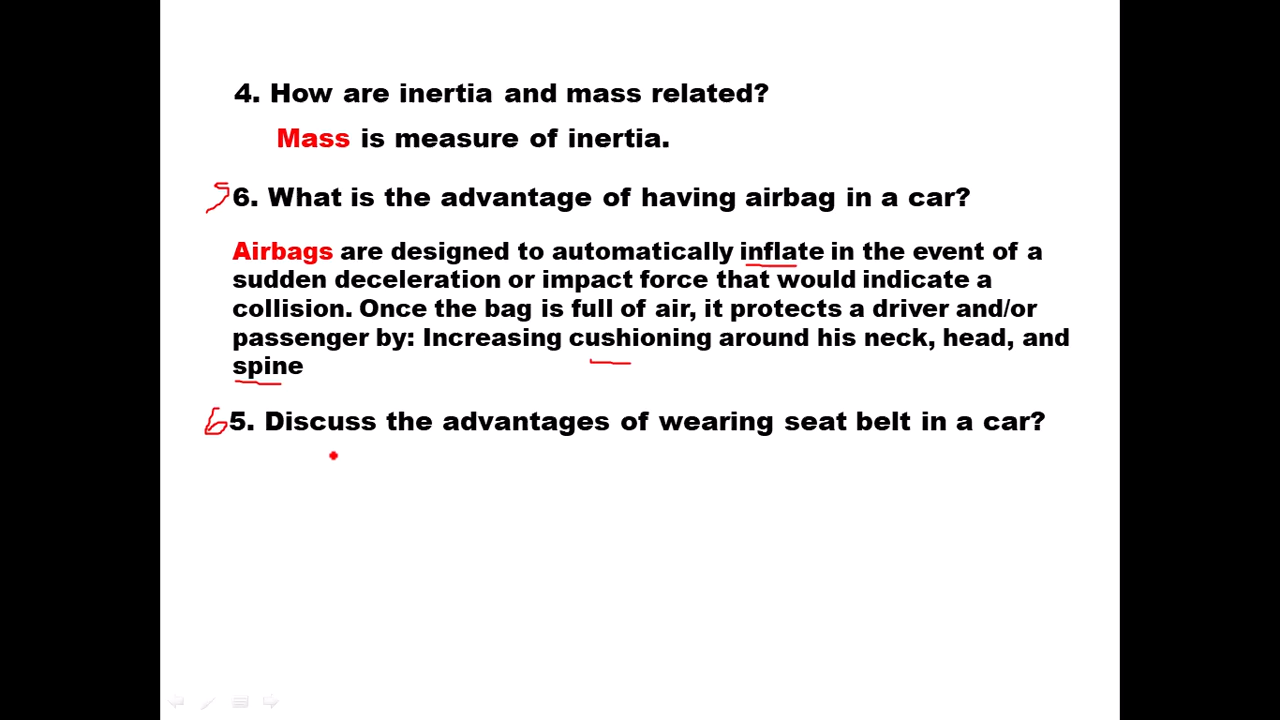 4. How are inertia and mass related?
Mass is measure of inertia.
5 6. What is the advantage of having airbag in a car?
Airbags are designed to automatically inflate in the event of a
sudden deceleration or impact force that would indicate a
collision. Once the bag is full of air, it protects a driver and/or
passenger by: Increasing cushioning around his neck, head, and
spine
6 5. Discuss the advantages of wearing seat belt in a car?